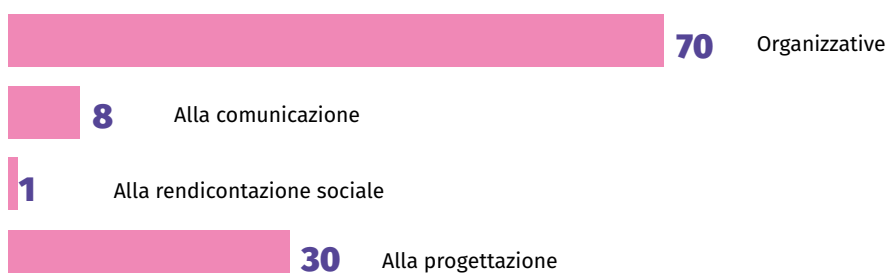 70 Organizzative
8 Alla comunicazione
1 Alla rendicontazione sociale
30 Alla progettazione